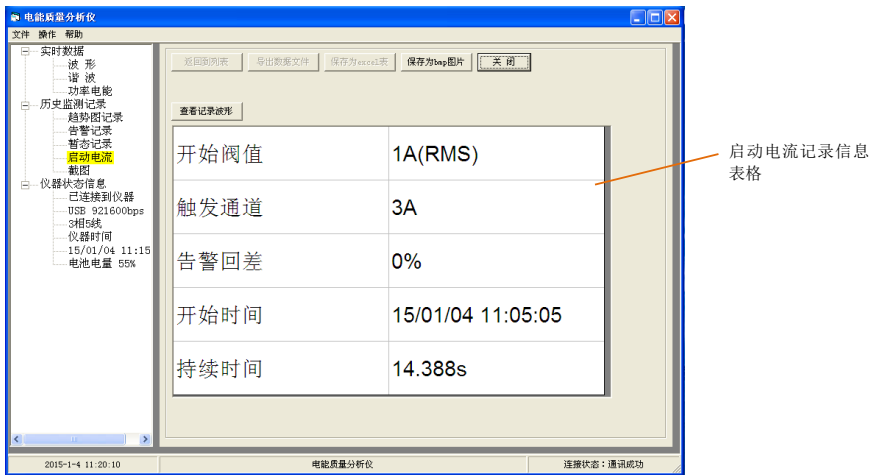 电能质量分析仪
文件 操作 帮助
实时数据
波 形
谐 波
功率电能
历史监测记录
趋势图记录
告警记录
暂态记录
启动电流
截图
仪器状态信息
已连接到仪器
USB 921600bps
3相5线
仪器时间
15/01/04 11:15
电池电量 55%
返回到列表 导出数据文件 保存为excel表 保存为bmp图片 关 闭
查看记录波形
开始阀值 1A(RMS)
触发通道 3A
告警回差 0%
开始时间 15/01/04 11:05:05
持续时间 14.388s
启动电流记录信息
表格
2015-1-4 11:20:10 电能质量分析仪 连接状态：通讯成功